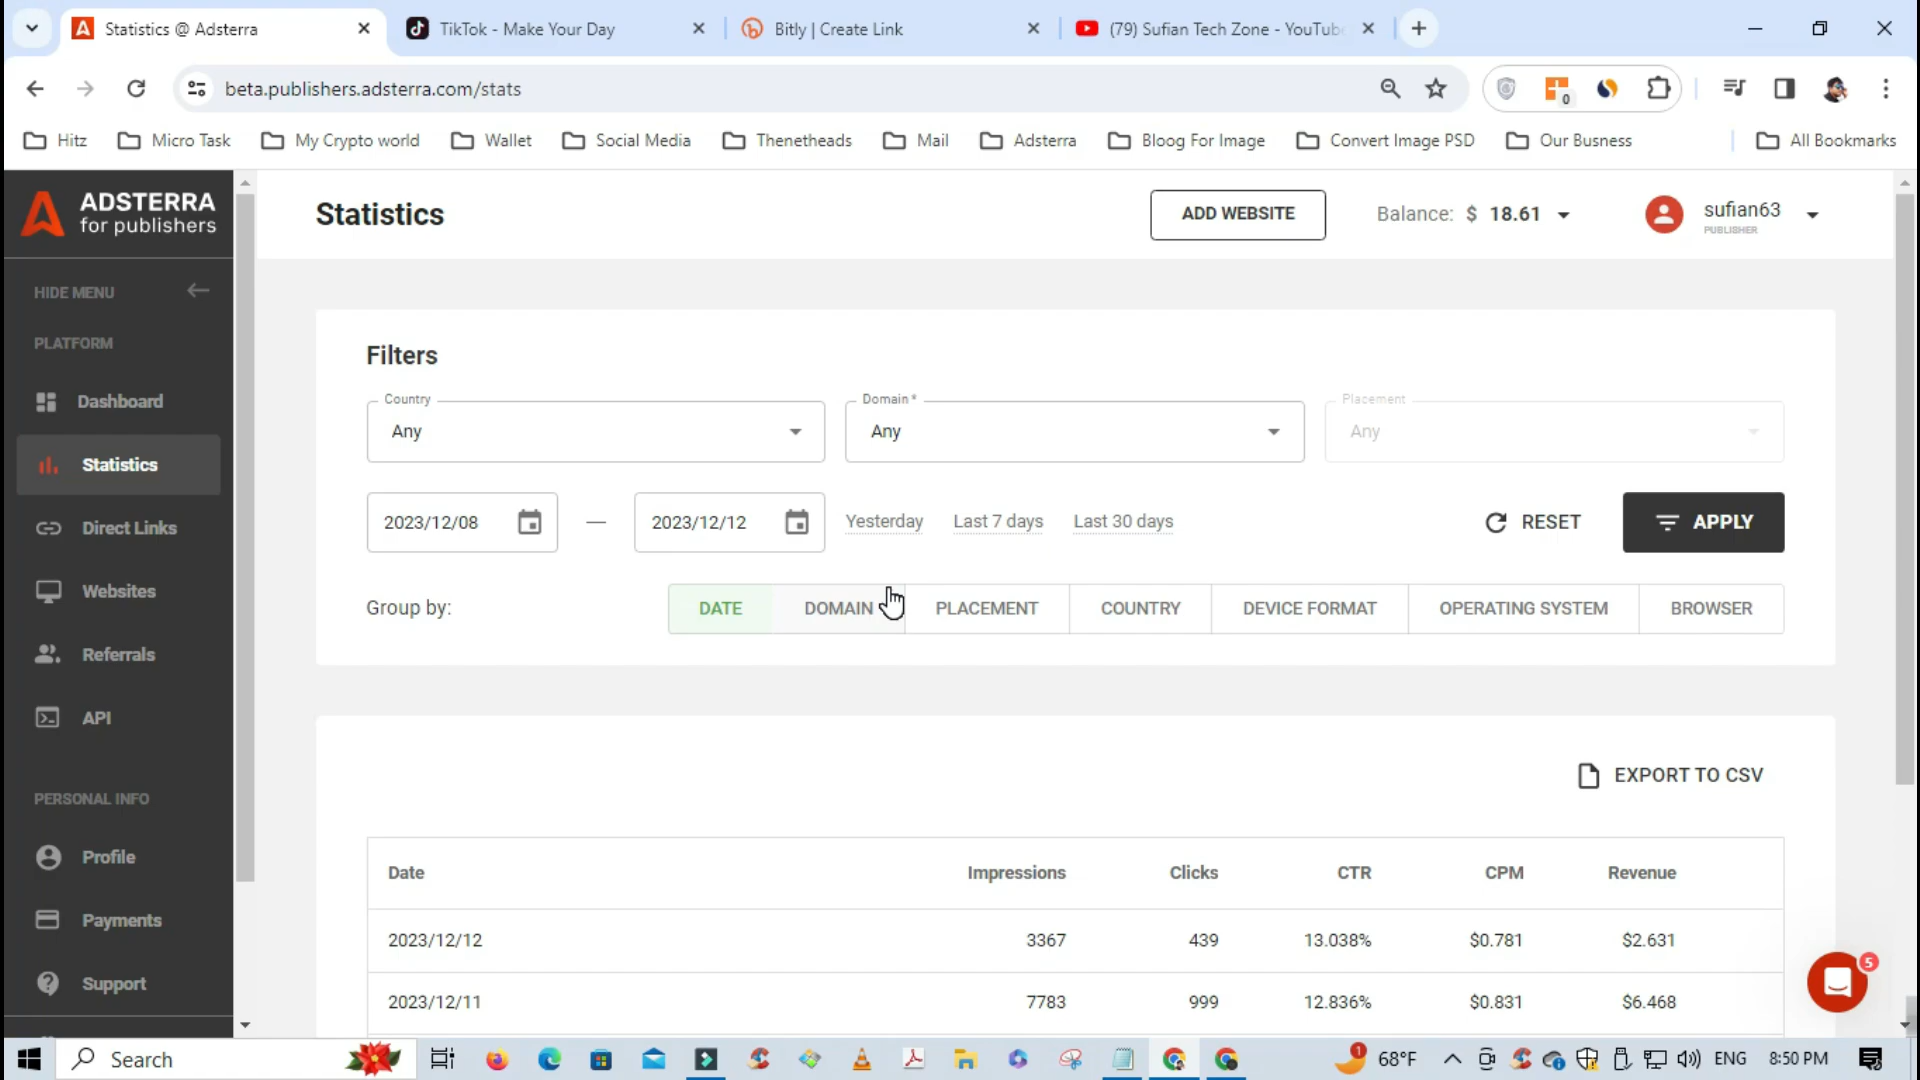 Statistics @ Adsterra
TikTok - Make Your Day
Bitly | Create Link
(79) Sufian Tech Zone - YouTube
beta.publishers.adsterra.com/stats
0
Hitz
Micro Task
My Crypto world
Wallet
Social Media
Thenetheads
Mail
Adsterra
Bloog For Image
Convert Image PSD
Our Busness
All Bookmarks
ADSTERRA
for publishers
Statistics
ADD WEBSITE
Balance: $ 18.61
sufian63
PUBLISHER
HIDE MENU
PLATFORM
Dashboard
Statistics
Direct Links
Websites
Referrals
API
PERSONAL INFO
Profile
Payments
Support
Filters
Country
Any
Domain *
Any
Placement
Any
2023/12/08
—
2023/12/12
Yesterday
Last 7 days
Last 30 days
RESET
APPLY
Group by:
DATE
DOMAIN
PLACEMENT
COUNTRY
DEVICE FORMAT
OPERATING SYSTEM
BROWSER
EXPORT TO CSV
Date Impressions Clicks CTR CPM Revenue
2023/12/12 3367 439 13.038% $0.781 $2.631
2023/12/11 7783 999 12.836% $0.831 $6.468
5
Search
1
68°F
ENG
8:50 PM